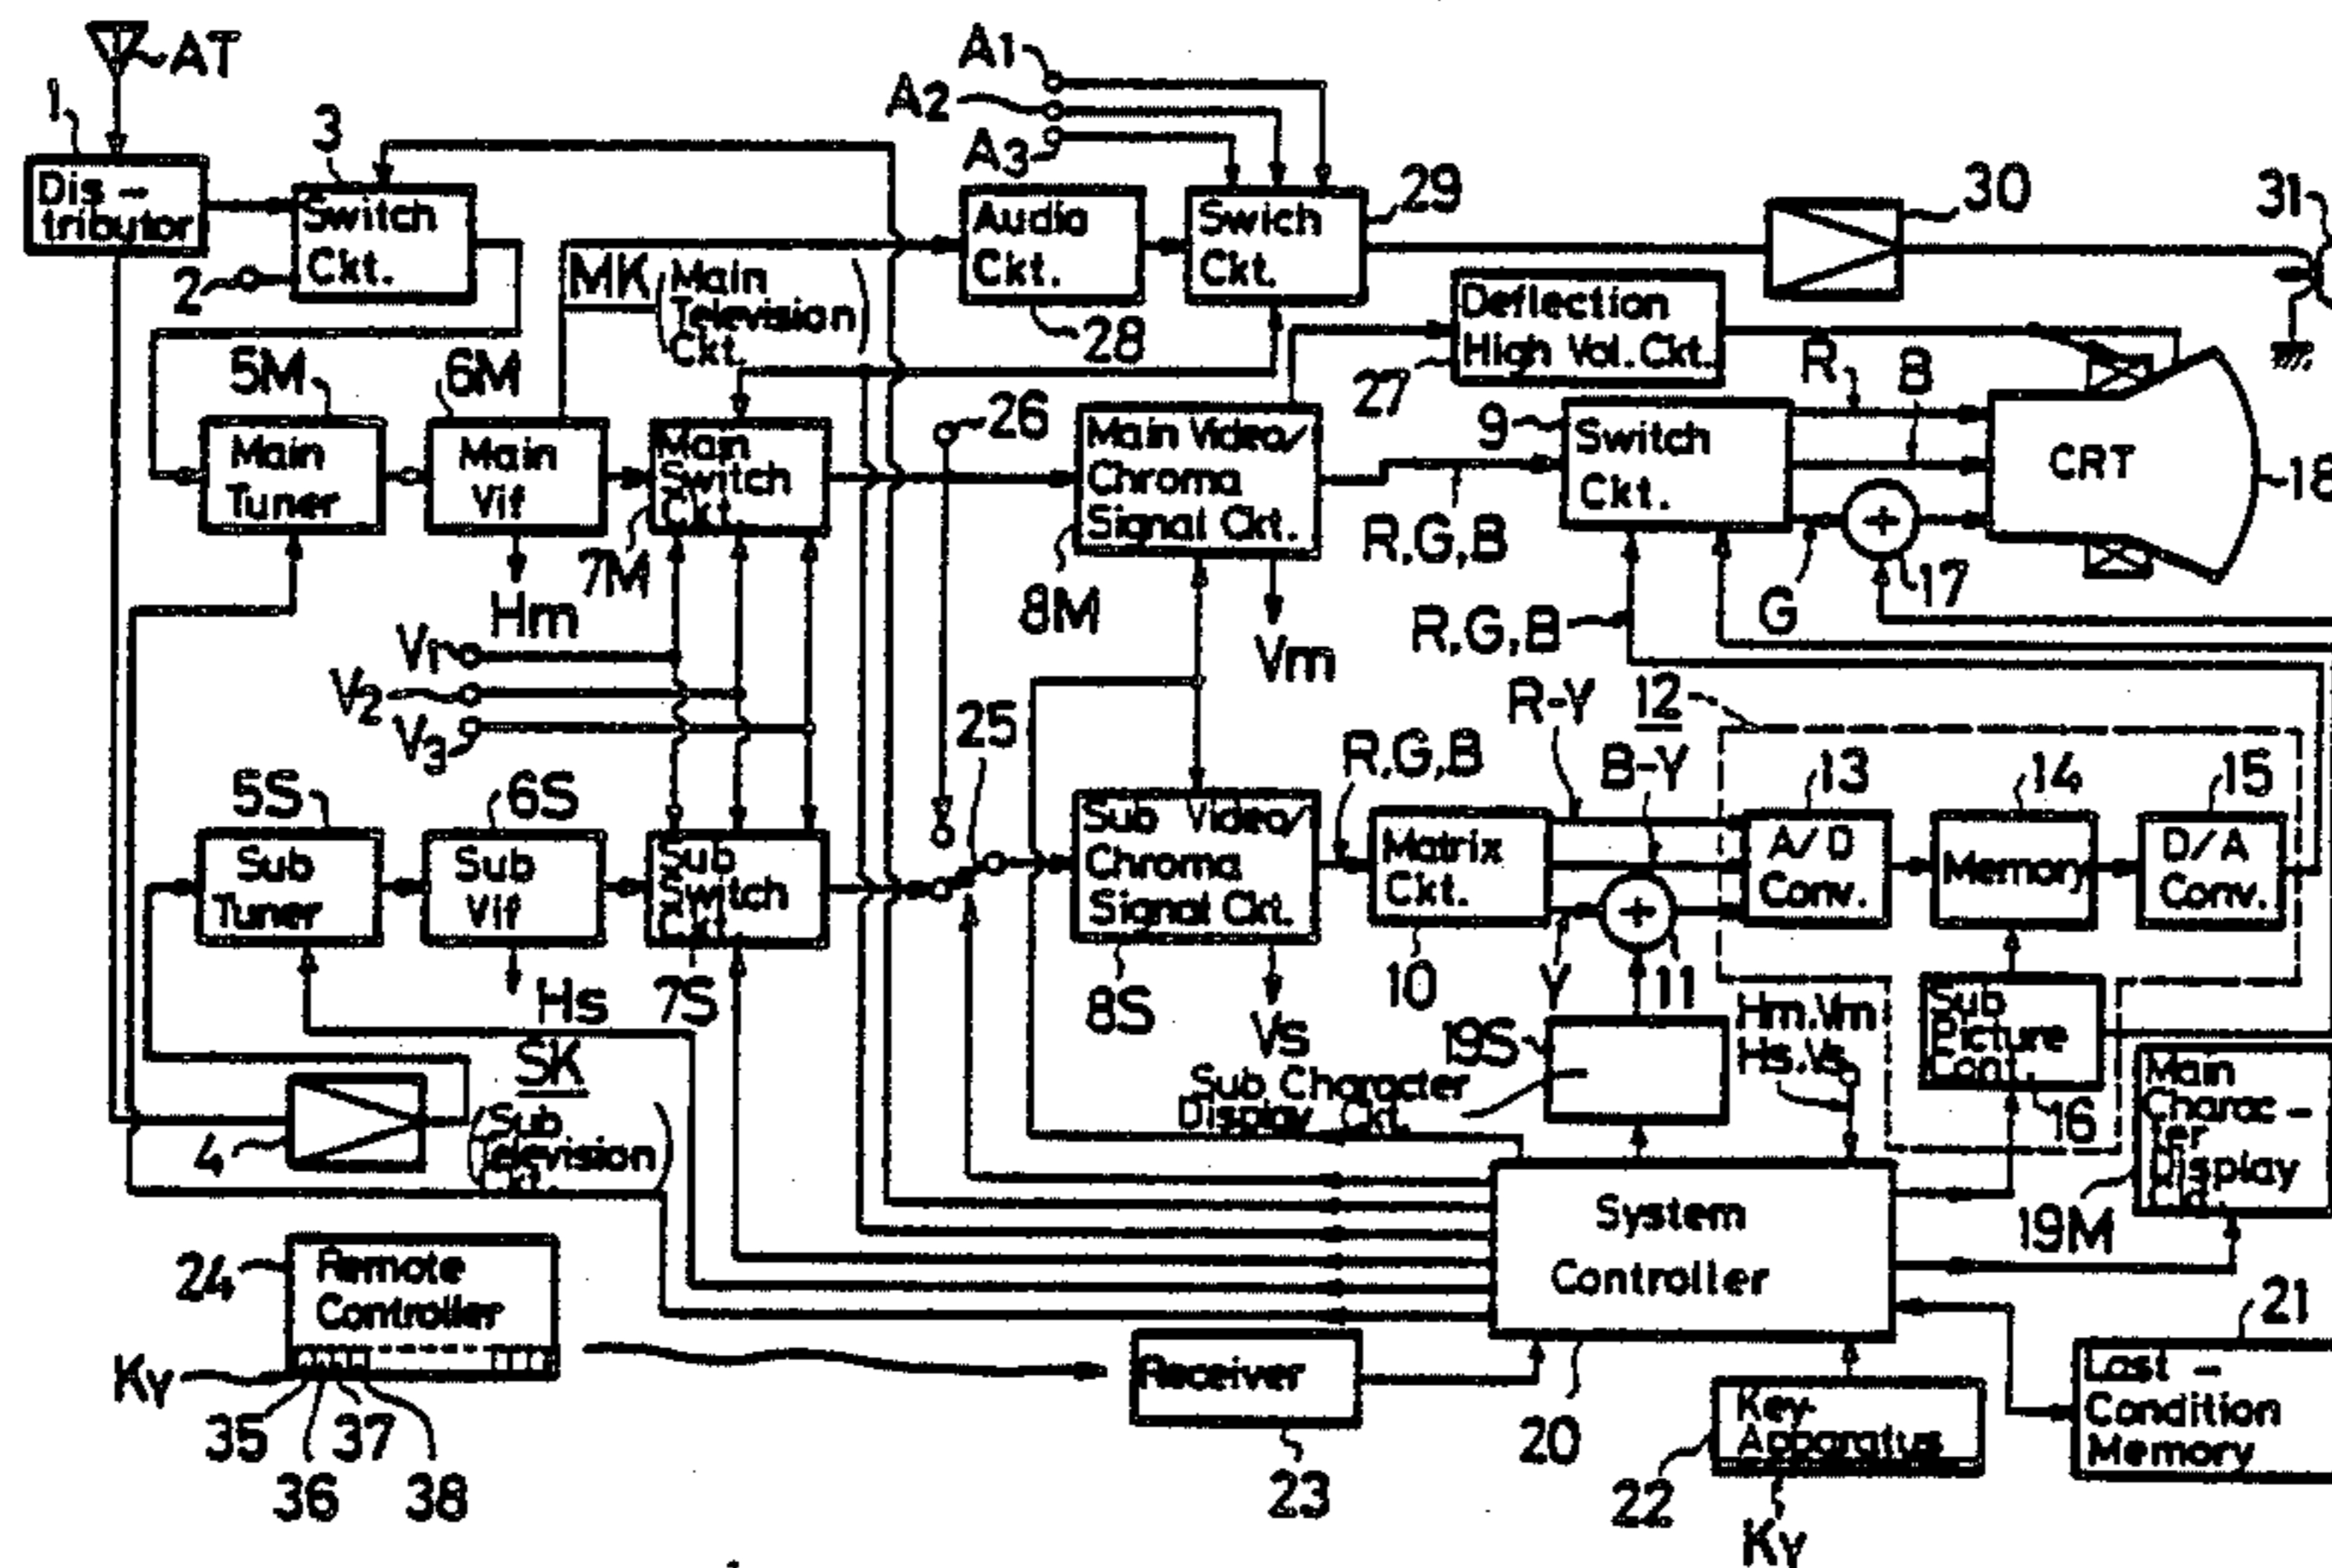 AT
A1
A2
A3
1
3
Dis-
tributor
Switch
Ckt.
2
Audio
Ckt.
28
Swich
Ckt.
29
30
31
MK
Main
Television
Ckt.
Deflection
High Vol. Ckt.
27
5M
Main
Tuner
6M
Main
Vif
Hm
Main
Switch
Ckt.
7M
26
Main Video/
Chroma
Signal Ckt.
8M
Vm
R,G,B
9
Switch
Ckt.
R
B
G
17
CRT
18
R,G,B
V1
V2
V3
25
5S
Sub
Tuner
6S
Sub
Vif
Hs
Sub
Switch
Ckt.
7S
Sub Video/
Chroma
Signal Ckt.
8S
Vs
R,G,B
Matrix
Ckt.
10
R-Y
B-Y
Y
11
12
13
A/D
Conv.
14
Memory
15
D/A
Conv.
Sub
Picture
Cont.
16
19S
Sub Character
Display Ckt.
Hm.Vm
Hs.Vs
Main
Charac-
ter
Display
Ckt.
19M
4
SK
Sub
Television
Ckt.
24
Remote
Controller
Ky
35
36
37
38
Receiver
23
System
Controller
20
Key-
Apparatus
22
Ky
21
Last-
Condition
Memory